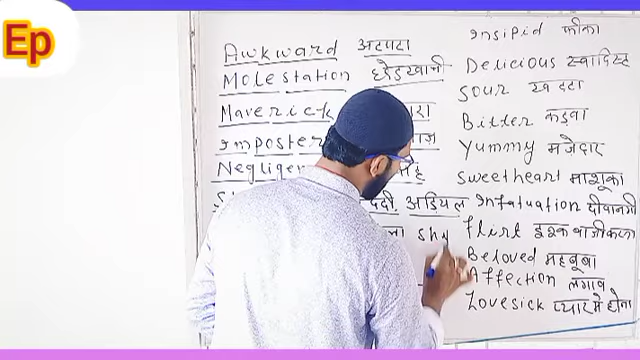 Ep
Awkward अटपटा
Molestation छेड़खानी
Maverick
Imposter
Neglige
अड़ियल
shy
Insipid फीका
Delicious स्वादिष्ट
Sour खट्टा
Bitter कड़वा
Yummy मजेदार
Sweetheart माशूका
Infatuation दीवानगी
flirt इश्कबाजी करना
Beloved महबूबा
Affection लगाव
Lovesick प्यार मे होना